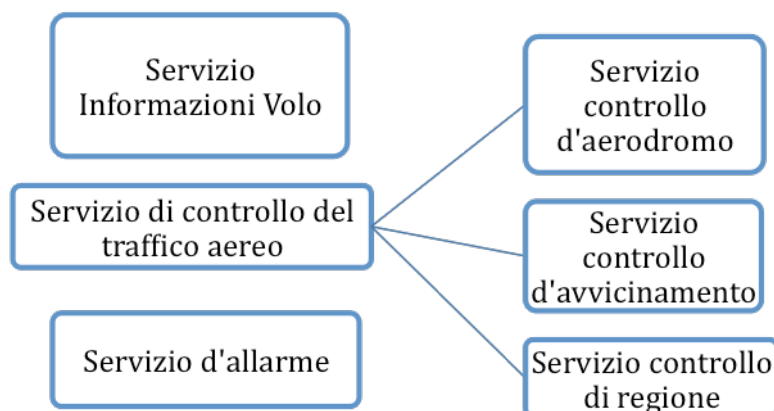 Servizio
Informazioni Volo
Servizio di controllo del
traffico aereo
Servizio d'allarme
Servizio
controllo
d'aerodromo
Servizio
controllo
d'avvicinamento
Servizio controllo
di regione